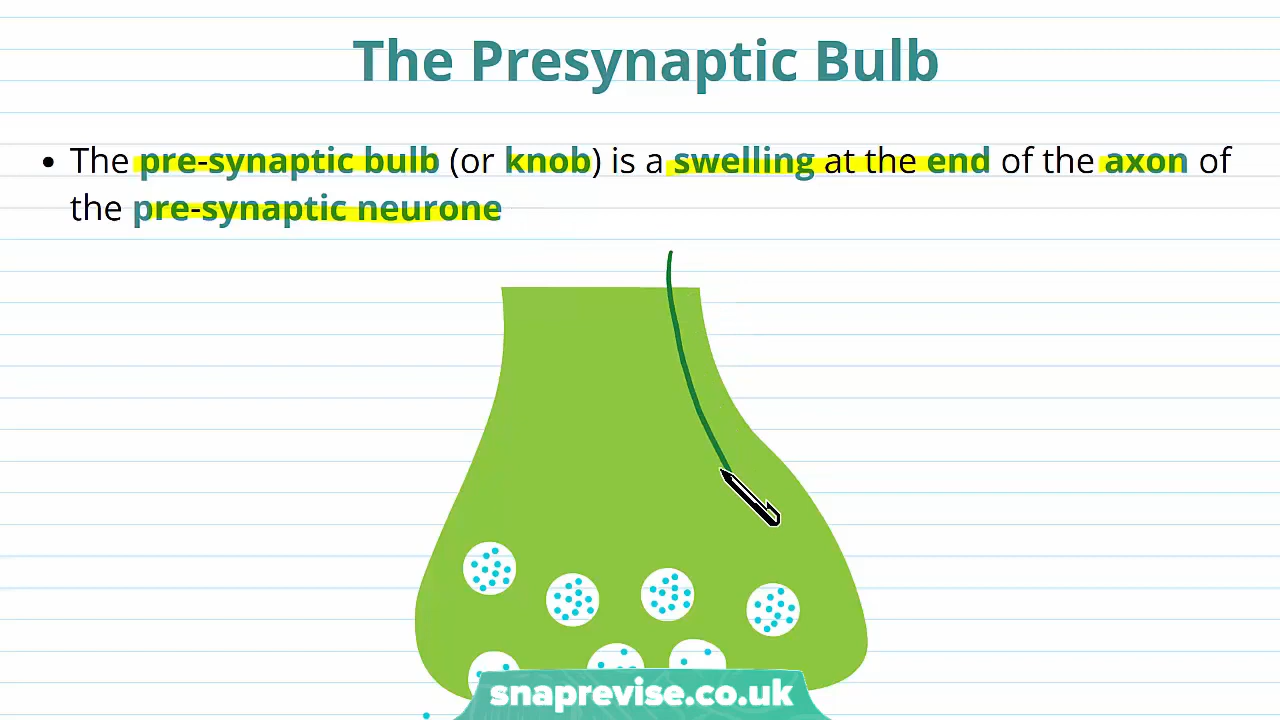 The Presynaptic Bulb
• The pre-synaptic bulb (or knob) is a swelling at the end of the axon of
the pre-synaptic neurone
snaprevise.co.uk